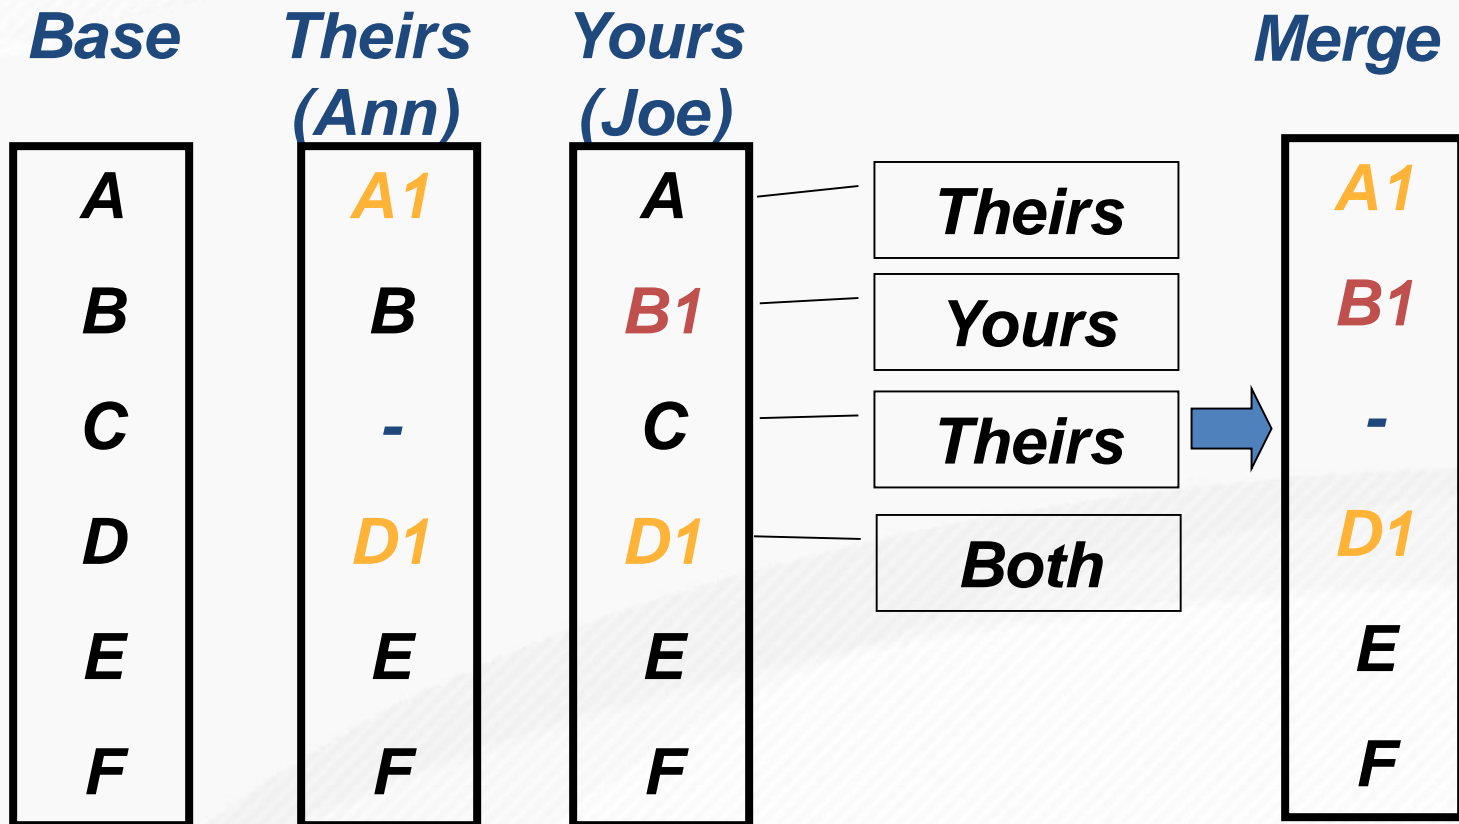 Base Theirs Yours Merge
(Ann) (Joe)
A A1 A Theirs A1
B B B1 Yours B1
C - C Theirs -
D D1 D1 Both D1
E E E E
F F F F